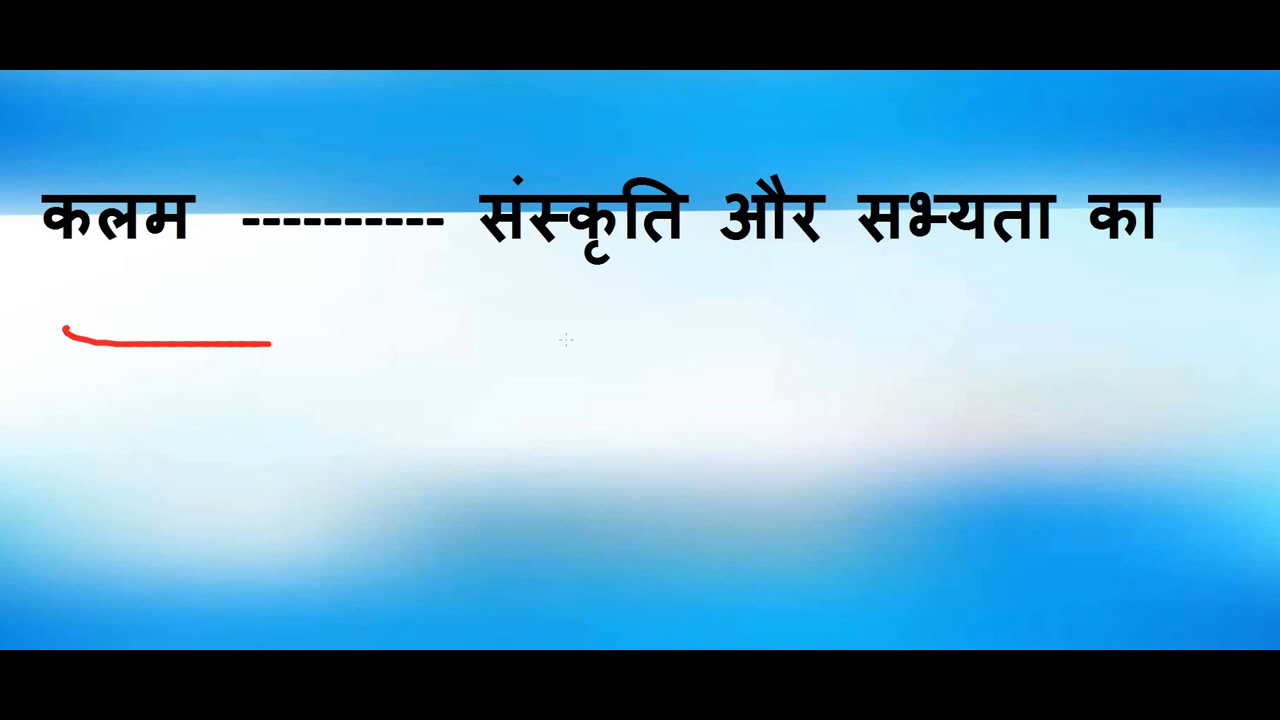 कलम ---------- संस्कृति और सभ्यता का